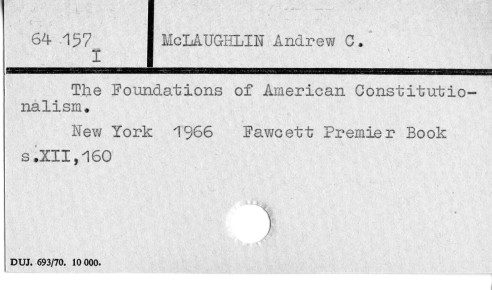 64 157
I
McLAUGHLIN Andrew C.
The Foundations of American Constitutio-
nalism.
New York 1966 Fawcett Premier Book
s.XII,160
DUJ. 693/70. 10 000.